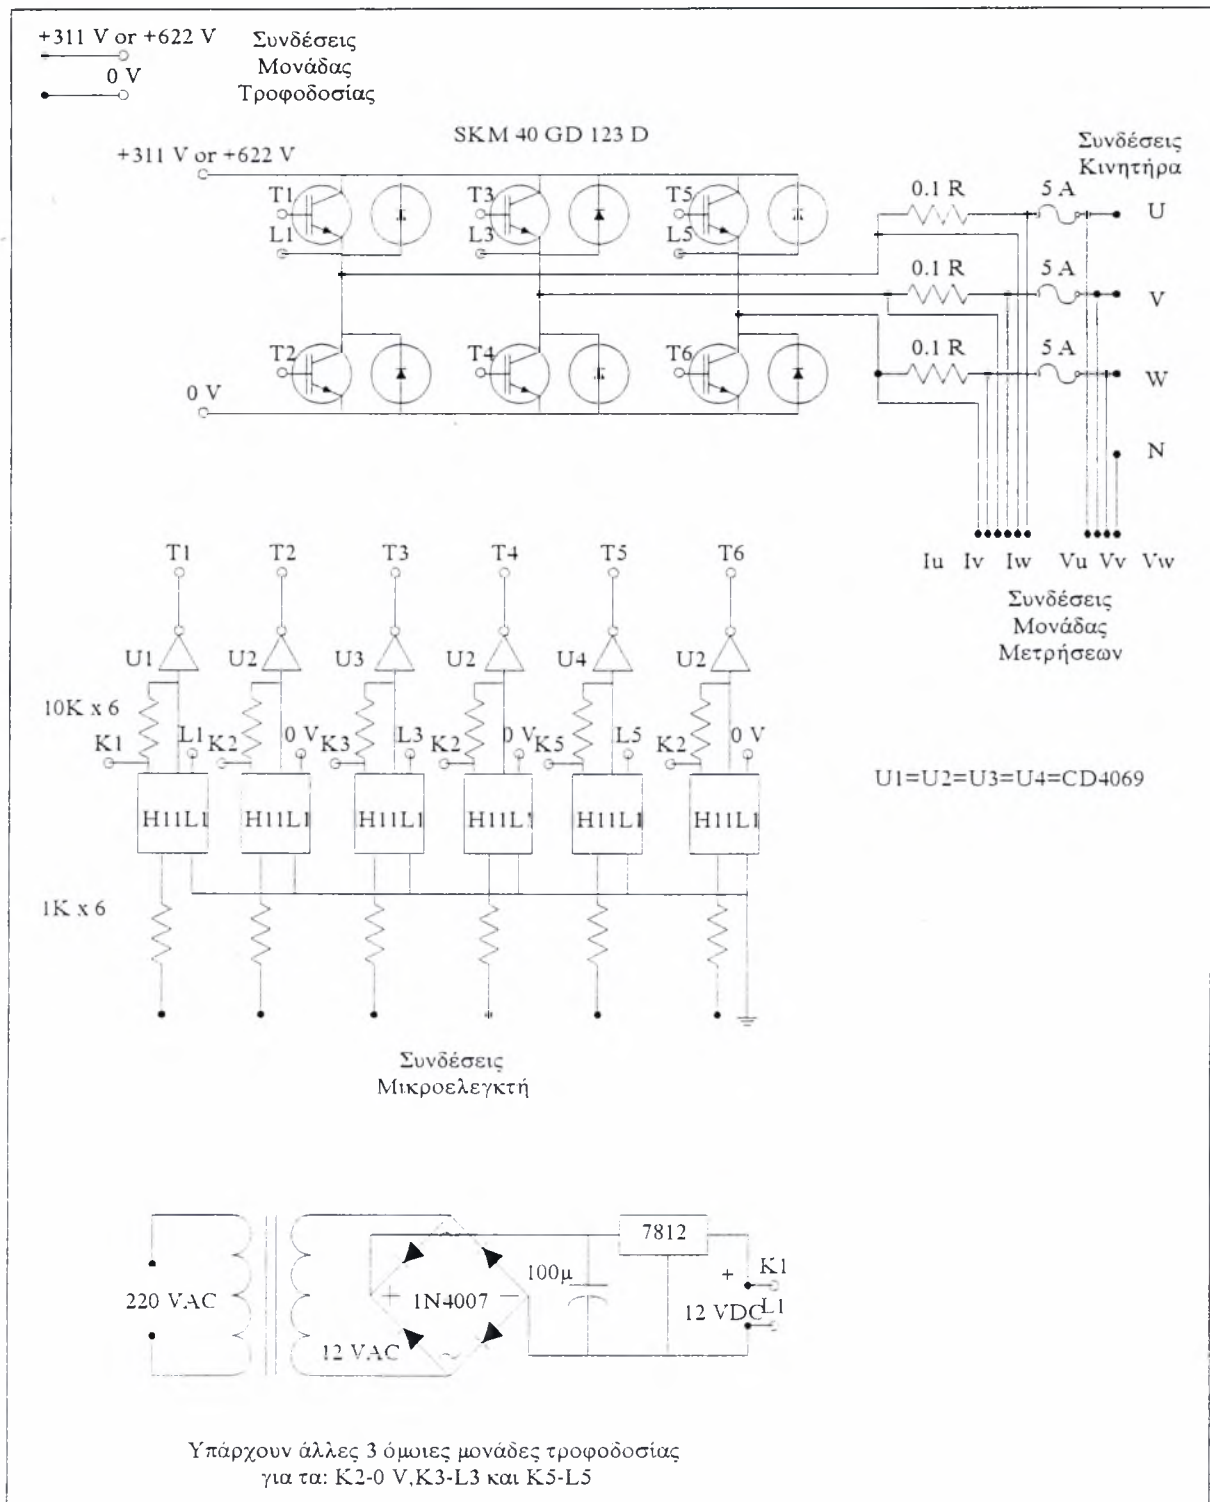 +311 V or +622 V
0 V
Συνδέσεις
Μονάδας
Τροφοδοσίας
SKM 40 GD 123 D
+311 V or +622 V
Συνδέσεις
Κινητήρα
T1
T3
T5
0.1 R
5 A
U
L1
L3
L5
0.1 R
5 A
V
T2
T4
T6
0.1 R
5 A
W
0 V
N
Iu Iv Iw Vu Vv Vw
Συνδέσεις
Μονάδας
Μετρήσεων
T1 T2 T3 T4 T5 T6
U1 U2 U3 U2 U4 U2
10K x 6
K1 L1 K2 0 V K3 L3 K2 0 V K5 L5 K2 0 V
U1=U2=U3=U4=CD4069
H11L1 H11L1 H11L1 H11L1 H11L1 H11L1
1K x 6
Συνδέσεις
Μικροελεγκτή
7812
100μ
+ K1
220 VAC
+ 1N4007 −
12 VDC L1
12 VAC
~
~
Υπάρχουν άλλες 3 όμοιες μονάδες τροφοδοσίας
για τα: K2-0 V,K3-L3 και K5-L5